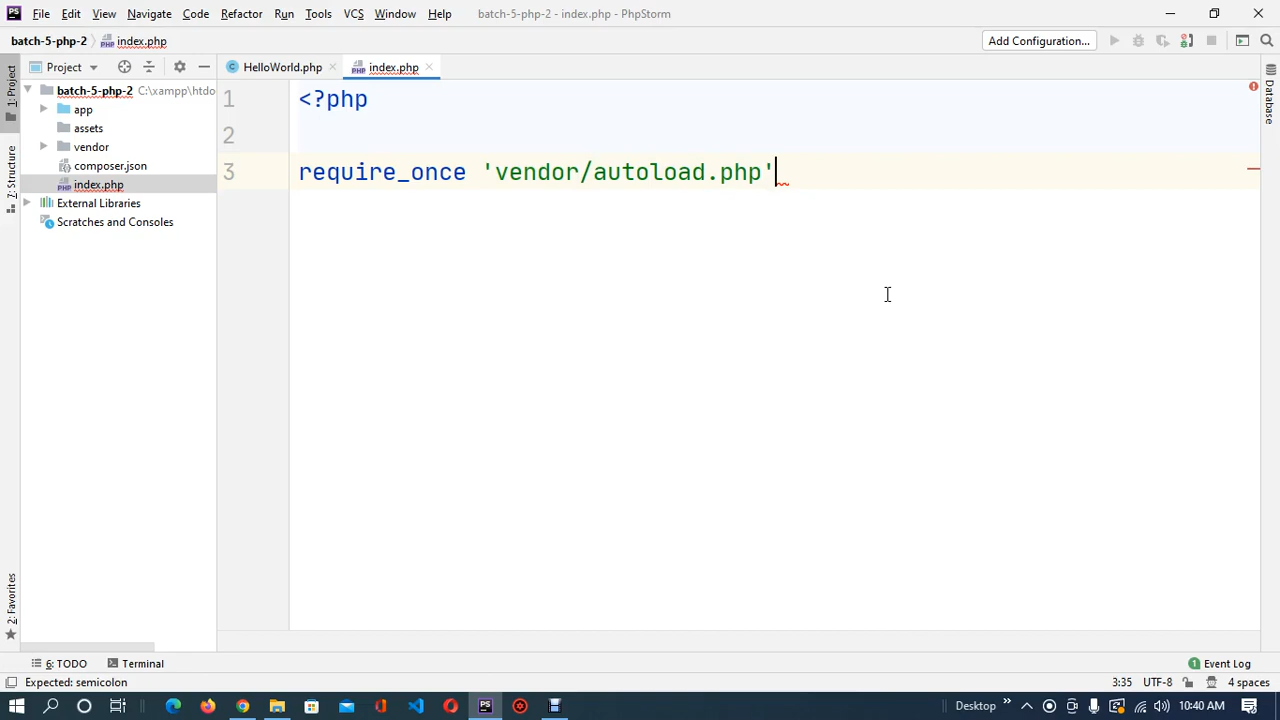 PS File Edit View Navigate Code Refactor Run Tools VCS Window Help batch-5-php-2 - index.php - PhpStorm
batch-5-php-2 index.php Add Configuration...
1: Project
Project
HelloWorld.php index.php
batch-5-php-2 C:\xampp\htdo
app
assets
vendor
composer.json
index.php
External Libraries
Scratches and Consoles
1 <?php
2
3 require_once 'vendor/autoload.php'
Database
7: Structure
2: Favorites
6: TODO Terminal 1 Event Log
Expected: semicolon 3:35 UTF-8 4 spaces
PS Desktop 10:40 AM